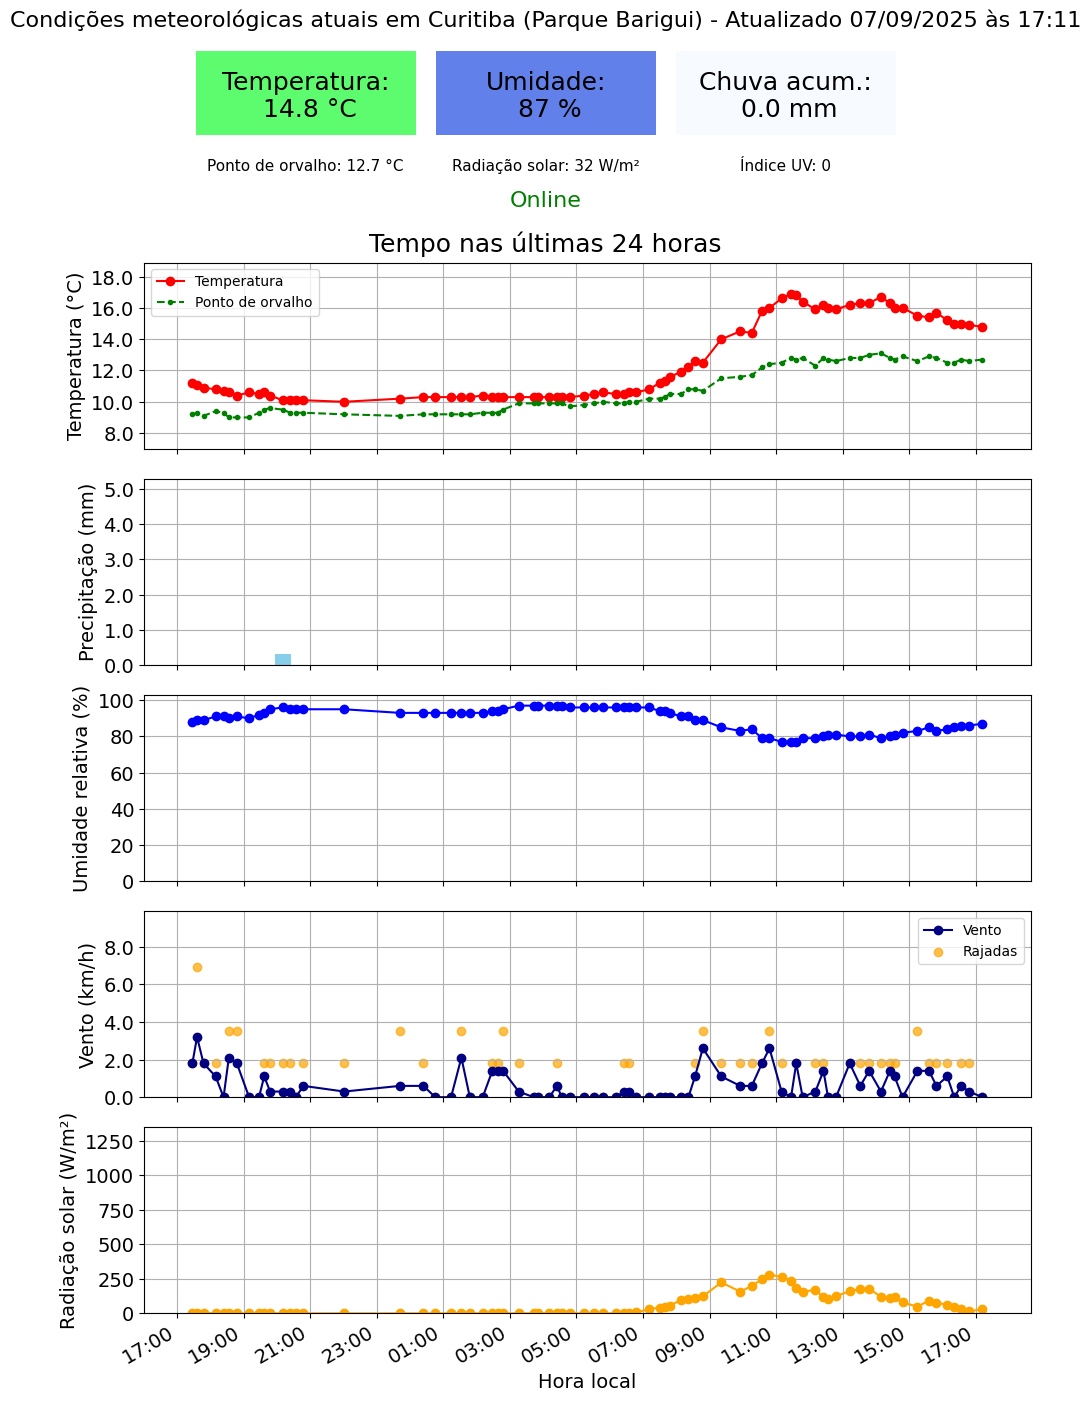 Condições meteorológicas atuais em Curitiba (Parque Barigui) - Atualizado 07/09/2025 às 17:11
Temperatura:
14.8 °C
Umidade:
87 %
Chuva acum.:
0.0 mm
Ponto de orvalho: 12.7 °C
Radiação solar: 32 W/m²
Índice UV: 0
Online
Tempo nas últimas 24 horas
Temperatura (°C)
18.0
16.0
14.0
12.0
10.0
8.0
Temperatura
Ponto de orvalho
Precipitação (mm)
5.0
4.0
3.0
2.0
1.0
0.0
Umidade relativa (%)
100
80
60
40
20
0
Vento (km/h)
8.0
6.0
4.0
2.0
0.0
Vento
Rajadas
Radiação solar (W/m²)
1250
1000
750
500
250
0
17:00
19:00
21:00
23:00
01:00
03:00
05:00
07:00
09:00
11:00
13:00
15:00
17:00
Hora local